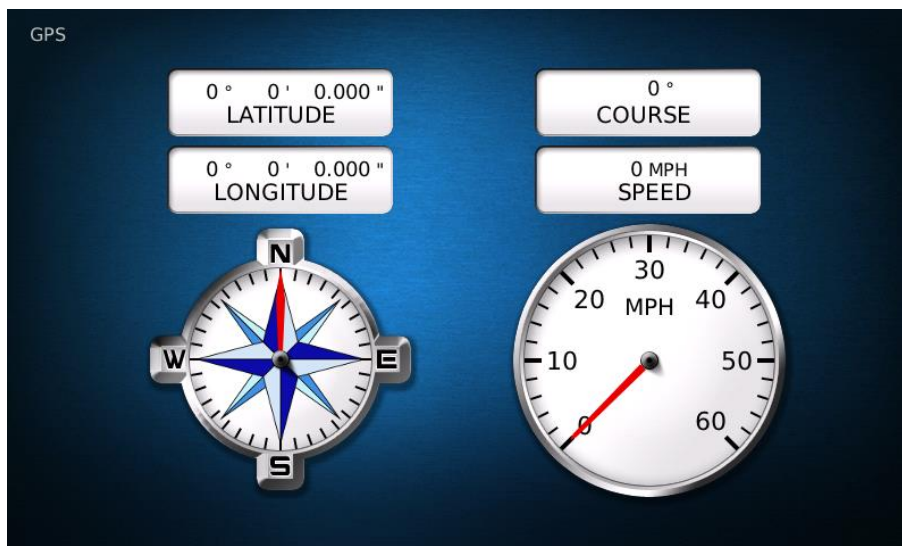 GPS
0 ° 0 ' 0.000 "
LATITUDE
0 ° 0 ' 0.000 "
LONGITUDE
0 °
COURSE
0 MPH
SPEED
N
W
E
S
30
20
MPH
40
10
50
0
60